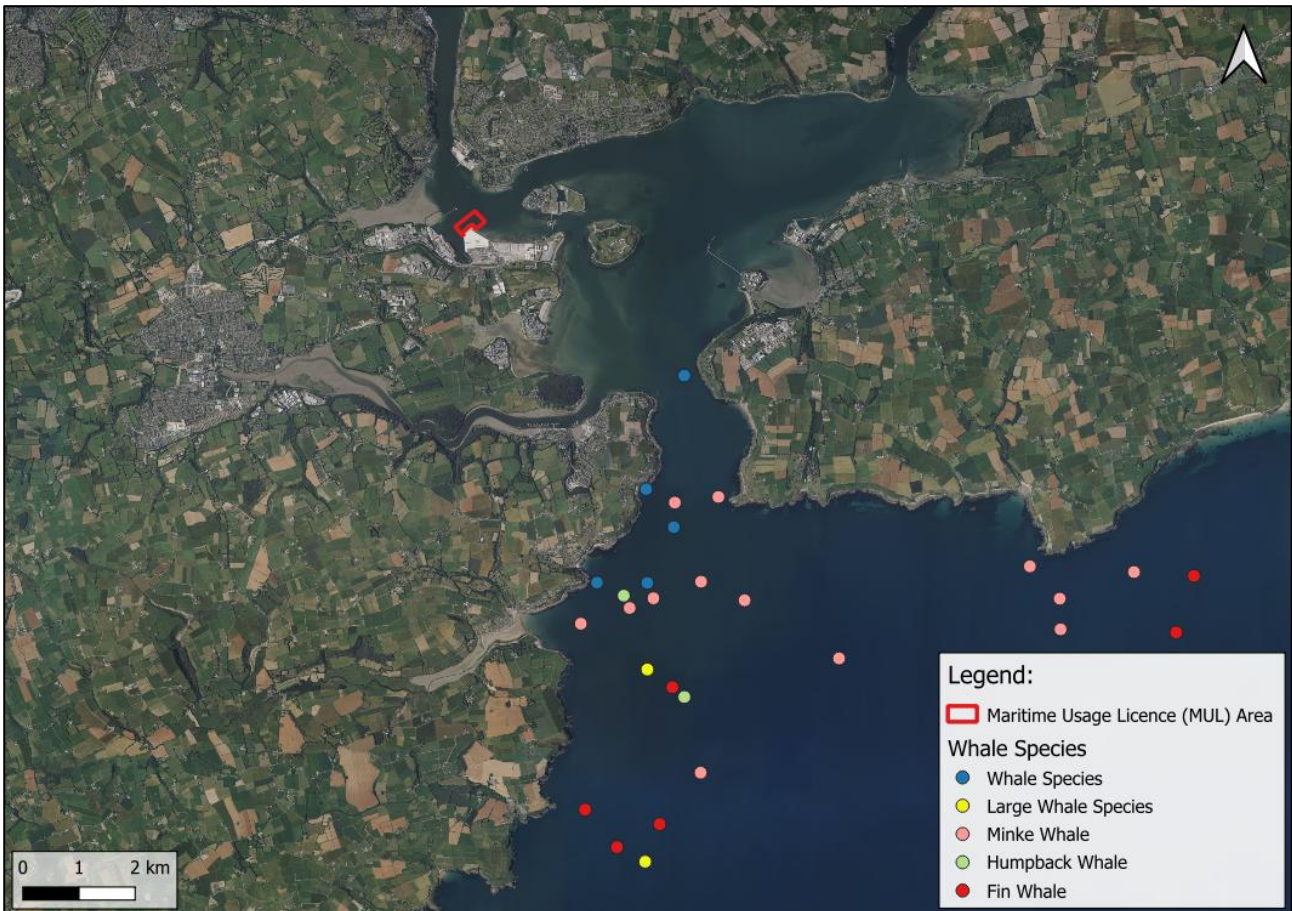 Legend:
Maritime Usage Licence (MUL) Area
Whale Species
Whale Species
Large Whale Species
Minke Whale
Humpback Whale
Fin Whale
0 1 2 km